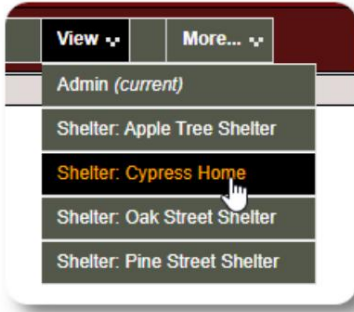 View More...
Admin (current)
Shelter: Apple Tree Shelter
Shelter: Cypress Home
Shelter: Oak Street Shelter
Shelter: Pine Street Shelter